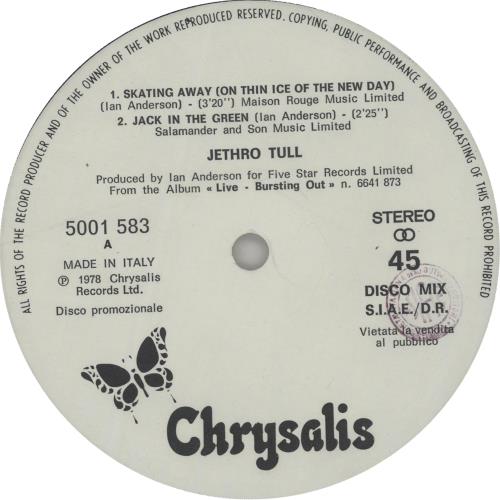 ALL RIGHTS OF THE RECORD PRODUCER AND OF THE OWNER OF THE WORK REPRODUCED RESERVED. COPYING, PUBLIC PERFORMANCE AND BROADCASTING OF THIS RECORD PROHIBITED
1. SKATING AWAY (ON THIN ICE OF THE NEW DAY)
(Ian Anderson) - (3'20") Maison Rouge Music Limited
2. JACK IN THE GREEN (Ian Anderson) - (2'25")
Salamander and Son Music Limited
JETHRO TULL
Produced by Ian Anderson for Five Star Records Limited
From the Album « Live - Bursting Out » n. 6641 873
5001 583
A
MADE IN ITALY
℗ 1978 Chrysalis
Records Ltd.
Disco promozionale
STEREO
45
DISCO MIX
S.I.A.E./D.R.
Vietata la vendita
al pubblico
Chrysalis